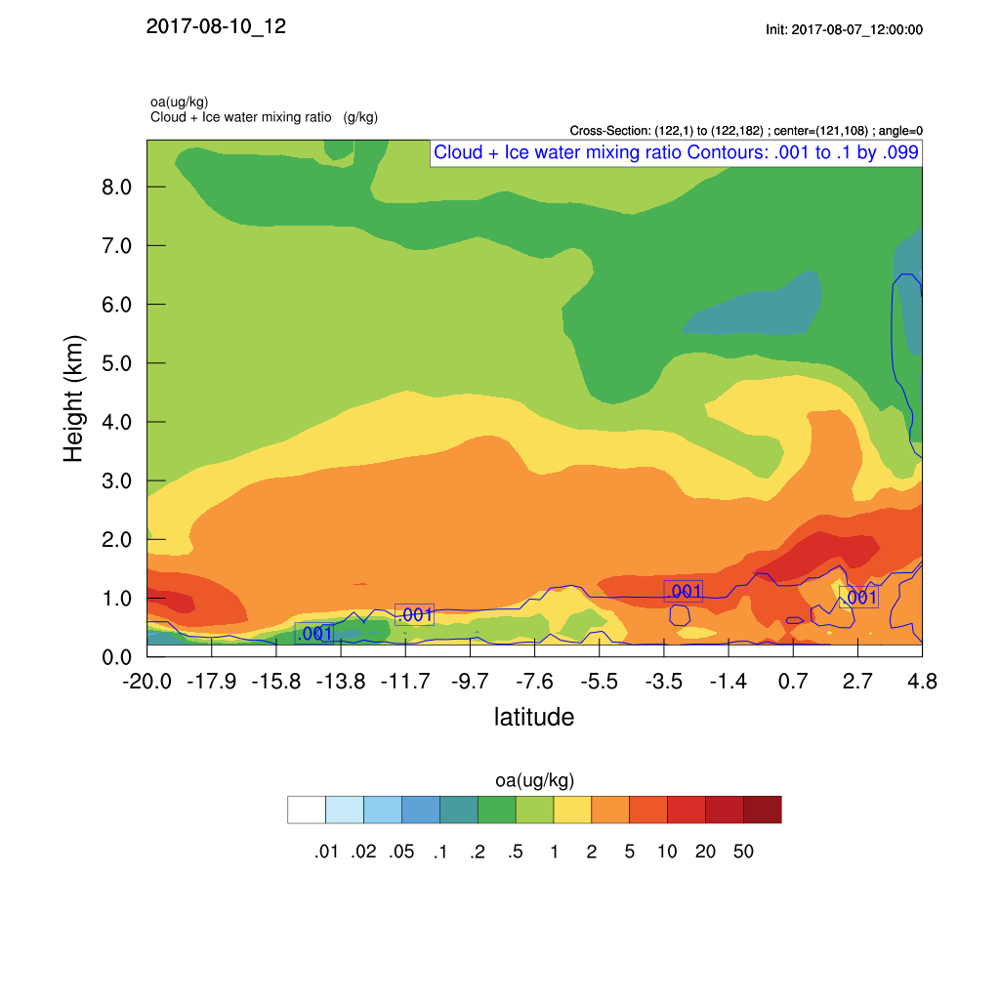 2017-08-10_12
Init: 2017-08-07_12:00:00
oa(ug/kg)
Cloud + Ice water mixing ratio (g/kg)
Cross-Section: (122,1) to (122,182) ; center=(121,108) ; angle=0
Cloud + Ice water mixing ratio Contours: .001 to .1 by .099
8.0
7.0
6.0
5.0
4.0
3.0
2.0
1.0
0.0
Height (km)
.001
.001
.001
.001
-20.0 -17.9 -15.8 -13.8 -11.7 -9.7 -7.6 -5.5 -3.5 -1.4 0.7 2.7 4.8
latitude
oa(ug/kg)
.01 .02 .05 .1 .2 .5 1 2 5 10 20 50